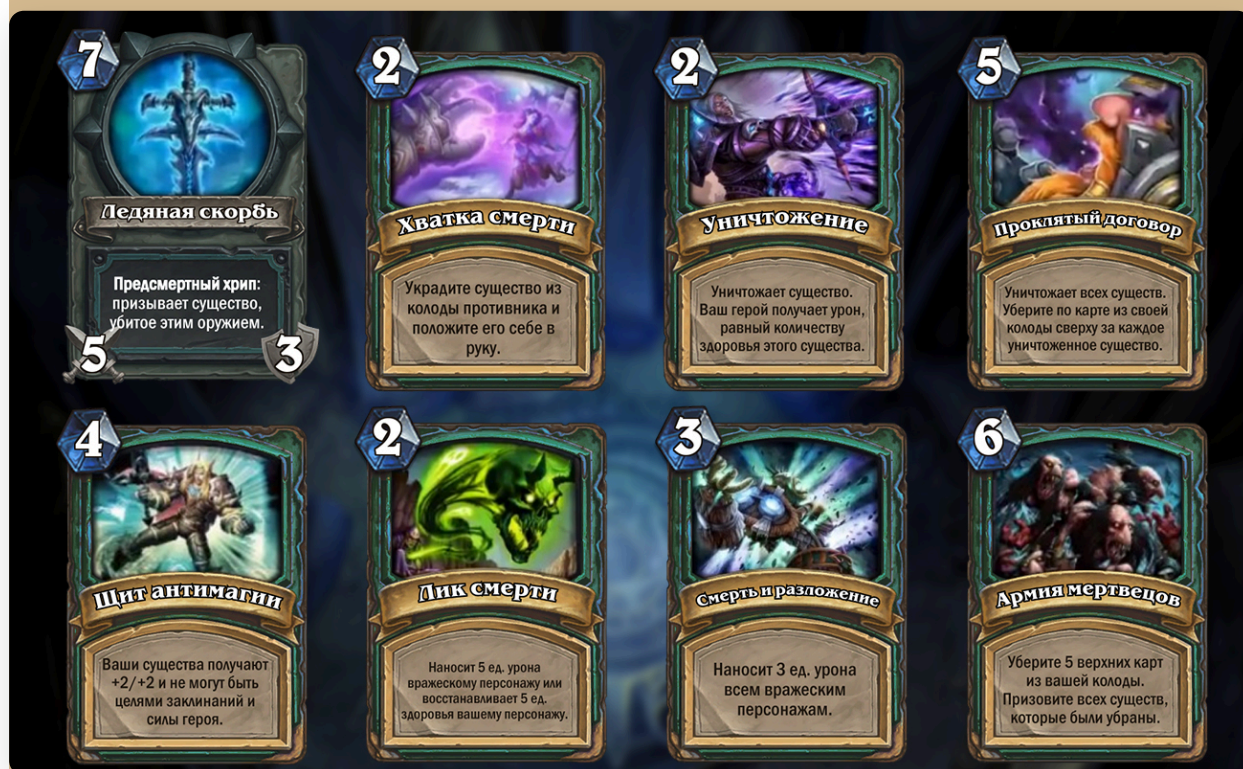 7
Ледяная скорбь
Предсмертный хрип:
призывает существо,
убитое этим оружием.
5
3
2
Хватка смерти
Украдите существо из
колоды противника и
положите его себе в
руку.
2
Уничтожение
Уничтожает существо.
Ваш герой получает урон,
равный количеству
здоровья этого существа.
5
Проклятый договор
Уничтожает всех существ.
Уберите по карте из своей
колоды сверху за каждое
уничтоженное существо.
4
Щит антимагии
Ваши существа получают
+2/+2 и не могут быть
целями заклинаний и
силы героя.
2
Лик смерти
Наносит 5 ед. урона
вражескому персонажу или
восстанавливает 5 ед.
здоровья вашему персонажу.
3
Смерть и разложение
Наносит 3 ед. урона
всем вражеским
персонажам.
6
Армия мертвецов
Уберите 5 верхних карт
из вашей колоды.
Призовите всех существ,
которые были убраны.